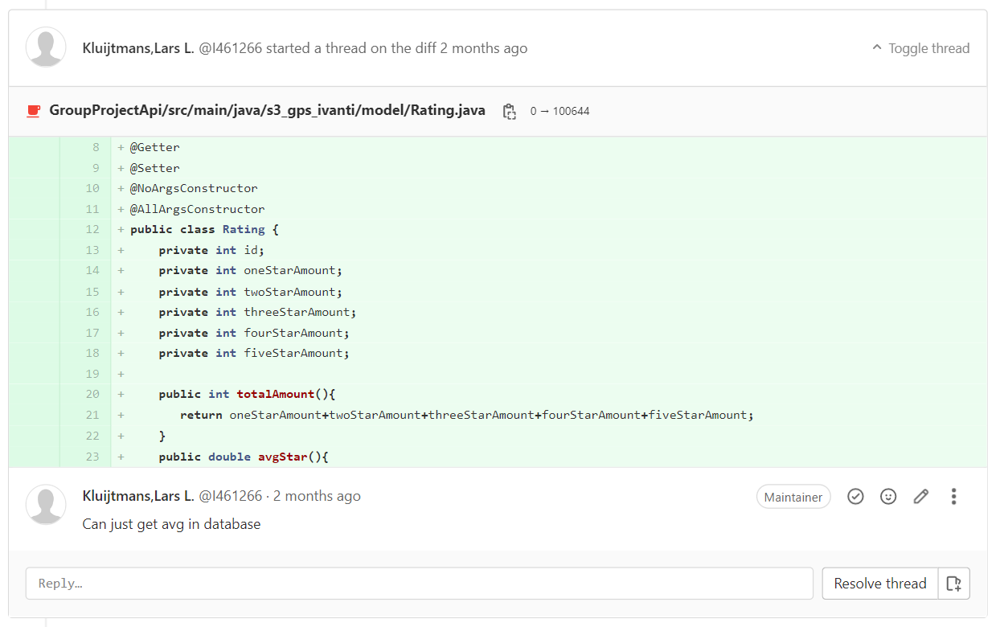 Kluijtmans,Lars L. @I461266 started a thread on the diff 2 months ago Toggle thread
GroupProjectApi/src/main/java/s3_gps_ivanti/model/Rating.java 0 → 100644
8 + @Getter
9 + @Setter
10 + @NoArgsConstructor
11 + @AllArgsConstructor
12 + public class Rating {
13 + private int id;
14 + private int oneStarAmount;
15 + private int twoStarAmount;
16 + private int threeStarAmount;
17 + private int fourStarAmount;
18 + private int fiveStarAmount;
19 +
20 + public int totalAmount(){
21 + return oneStarAmount+twoStarAmount+threeStarAmount+fourStarAmount+fiveStarAmount;
22 + }
23 + public double avgStar(){
Kluijtmans,Lars L. @I461266 · 2 months ago Maintainer
Can just get avg in database
Reply… Resolve thread